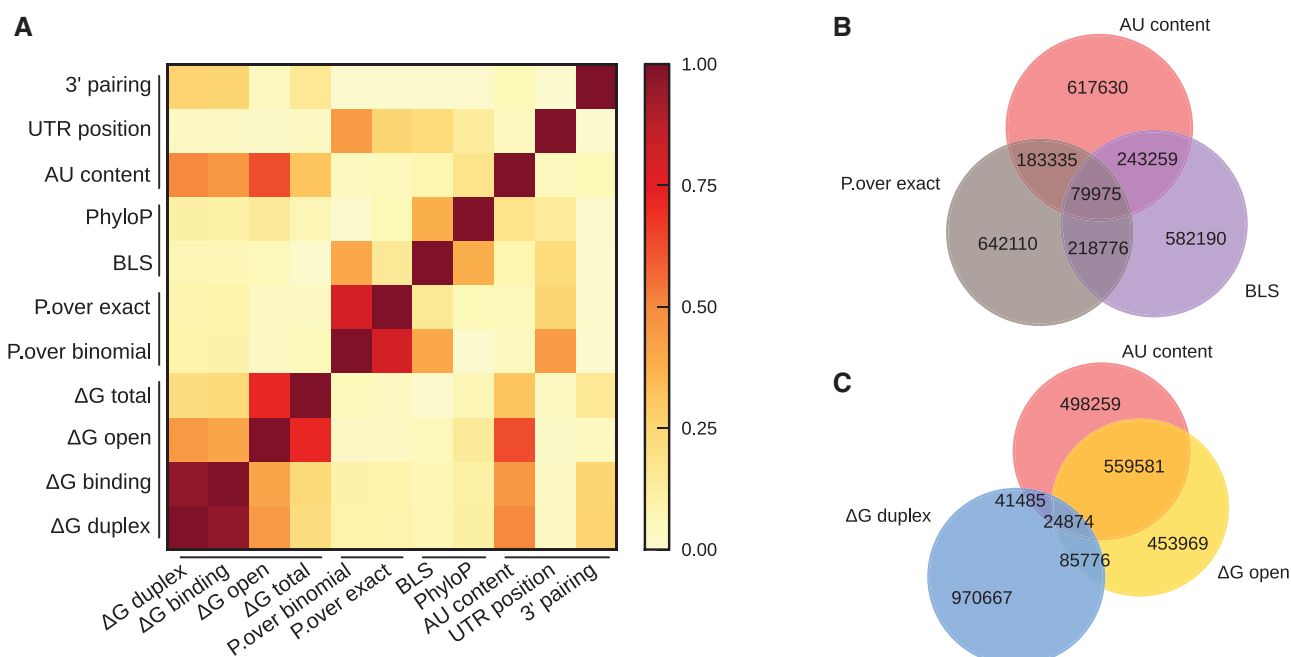 A
3' pairing
UTR position
AU content
PhyloP
BLS
P.over exact
P.over binomial
ΔG total
ΔG open
ΔG binding
ΔG duplex
ΔG duplex
ΔG binding
ΔG open
ΔG total
P.over binomial
P.over exact
BLS
PhyloP
AU content
UTR position
3' pairing
1.00
0.75
0.50
0.25
0.00
B
AU content
617630
183335
243259
P.over exact
79975
642110
218776
582190
BLS
C
AU content
498259
559581
41485
ΔG duplex
24874
453969
85776
ΔG open
970667